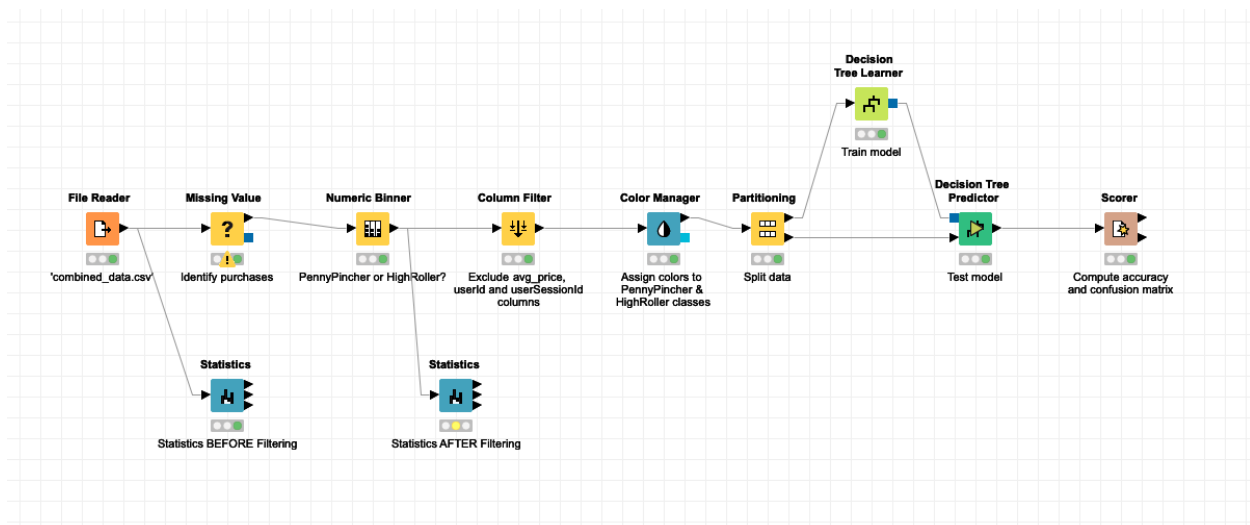 Decision
Tree Learner
Train model
File Reader
Missing Value
Numeric Binner
Column Filter
Color Manager
Partitioning
Decision Tree
Predictor
Scorer
?
'combined_data.csv'
Identify purchases
PennyPincher or HighRoller?
Exclude avg_price,
userId and userSessionId
columns
Assign colors to
PennyPincher &
HighRoller classes
Split data
Test model
Compute accuracy
and confusion matrix
Statistics
Statistics
Statistics BEFORE Filtering
Statistics AFTER Filtering